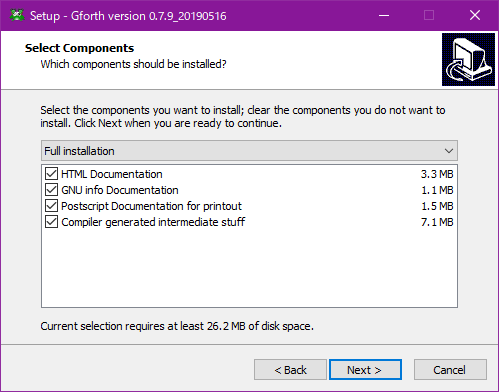 Setup - Gforth version 0.7.9_20190516
Select Components
Which components should be installed?
Select the components you want to install; clear the components you do not want to
install. Click Next when you are ready to continue.
Full installation
HTML Documentation 3.3 MB
GNU info Documentation 1.1 MB
Postscript Documentation for printout 1.5 MB
Compiler generated intermediate stuff 7.1 MB
Current selection requires at least 26.2 MB of disk space.
< Back Next > Cancel